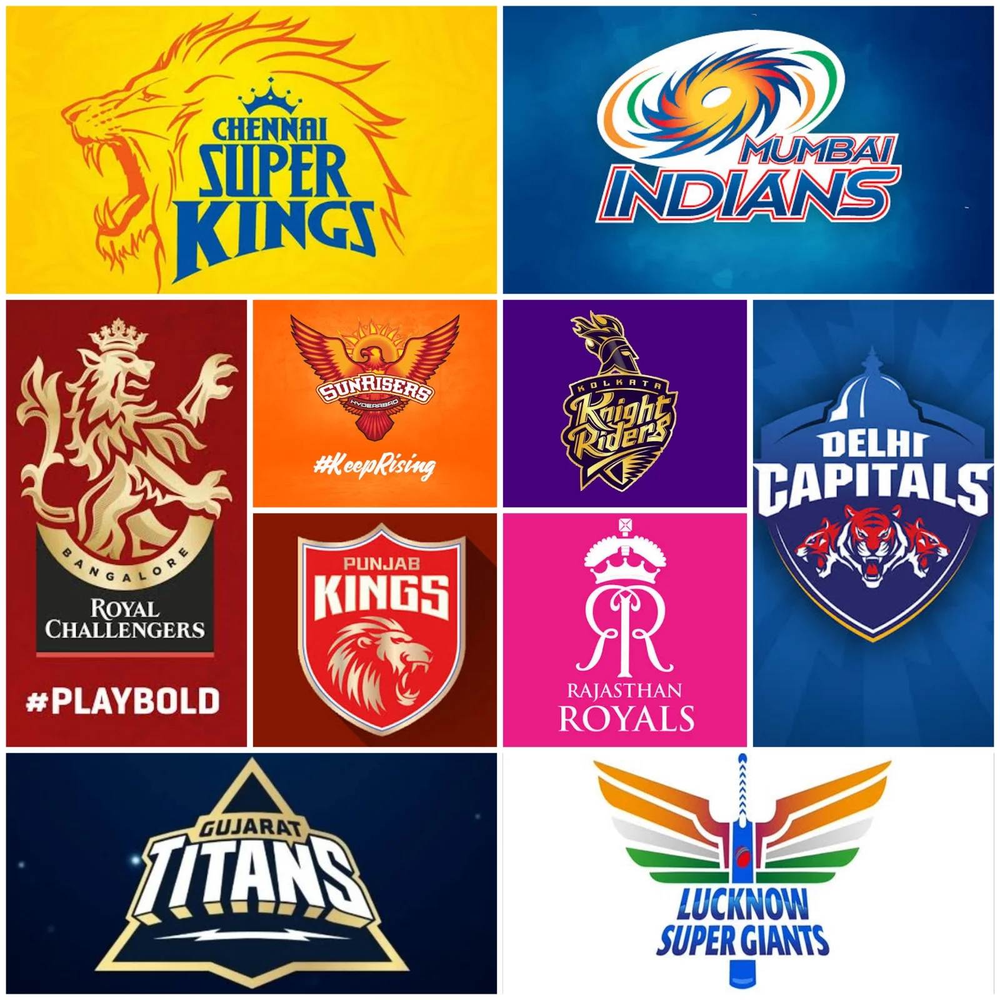 CHENNAI
SUPER
KINGS
MUMBAI
INDIANS
BANGALORE
ROYAL
CHALLENGERS
#PLAYBOLD
SUNRISERS
HYDERABAD
#KeepRising
KOLKATA
Knight
Riders
DELHI
CAPITALS
PUNJAB
KINGS
RAJASTHAN
ROYALS
GUJARAT
TITANS
LUCKNOW
SUPER GIANTS